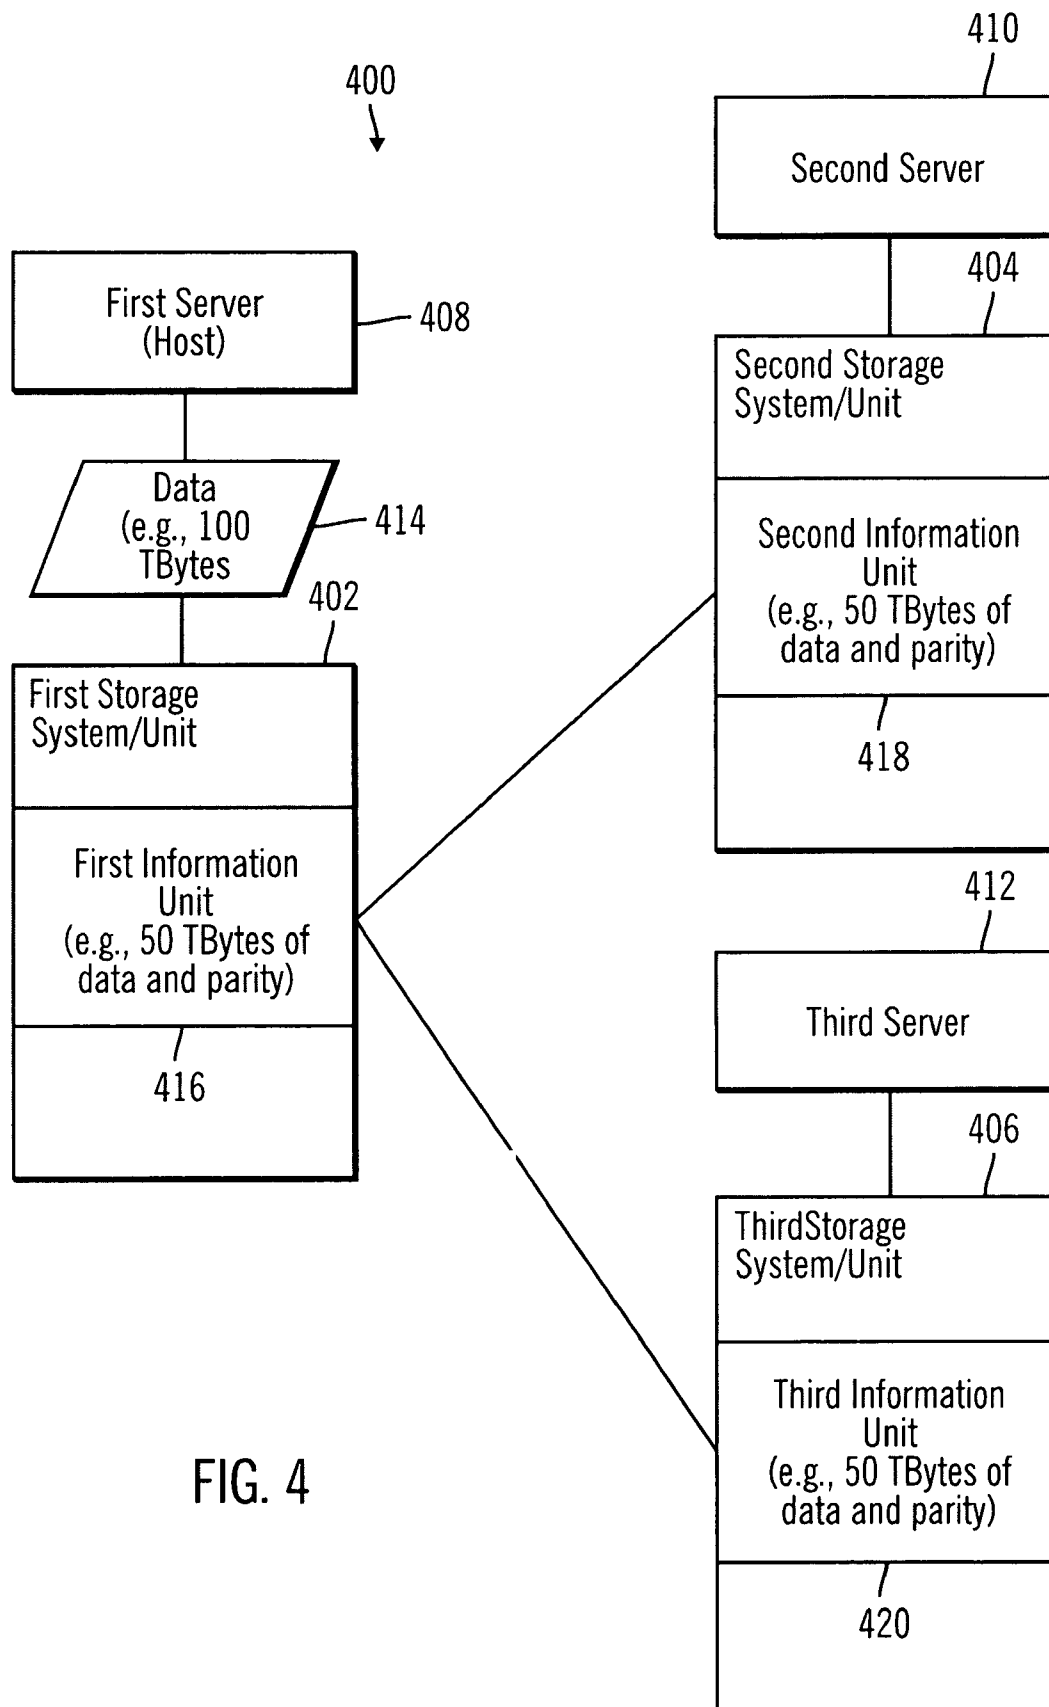 400
First Server
(Host)
408
Data
(e.g., 100
TBytes
414
402
First Storage
System/Unit
First Information
Unit
(e.g., 50 TBytes of
data and parity)
416
410
Second Server
404
Second Storage
System/Unit
Second Information
Unit
(e.g., 50 TBytes of
data and parity)
418
412
Third Server
406
ThirdStorage
System/Unit
Third Information
Unit
(e.g., 50 TBytes of
data and parity)
420
FIG. 4